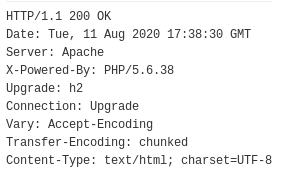 HTTP/1.1 200 OK
Date: Tue, 11 Aug 2020 17:38:30 GMT
Server: Apache
X-Powered-By: PHP/5.6.38
Upgrade: h2
Connection: Upgrade
Vary: Accept-Encoding
Transfer-Encoding: chunked
Content-Type: text/html; charset=UTF-8